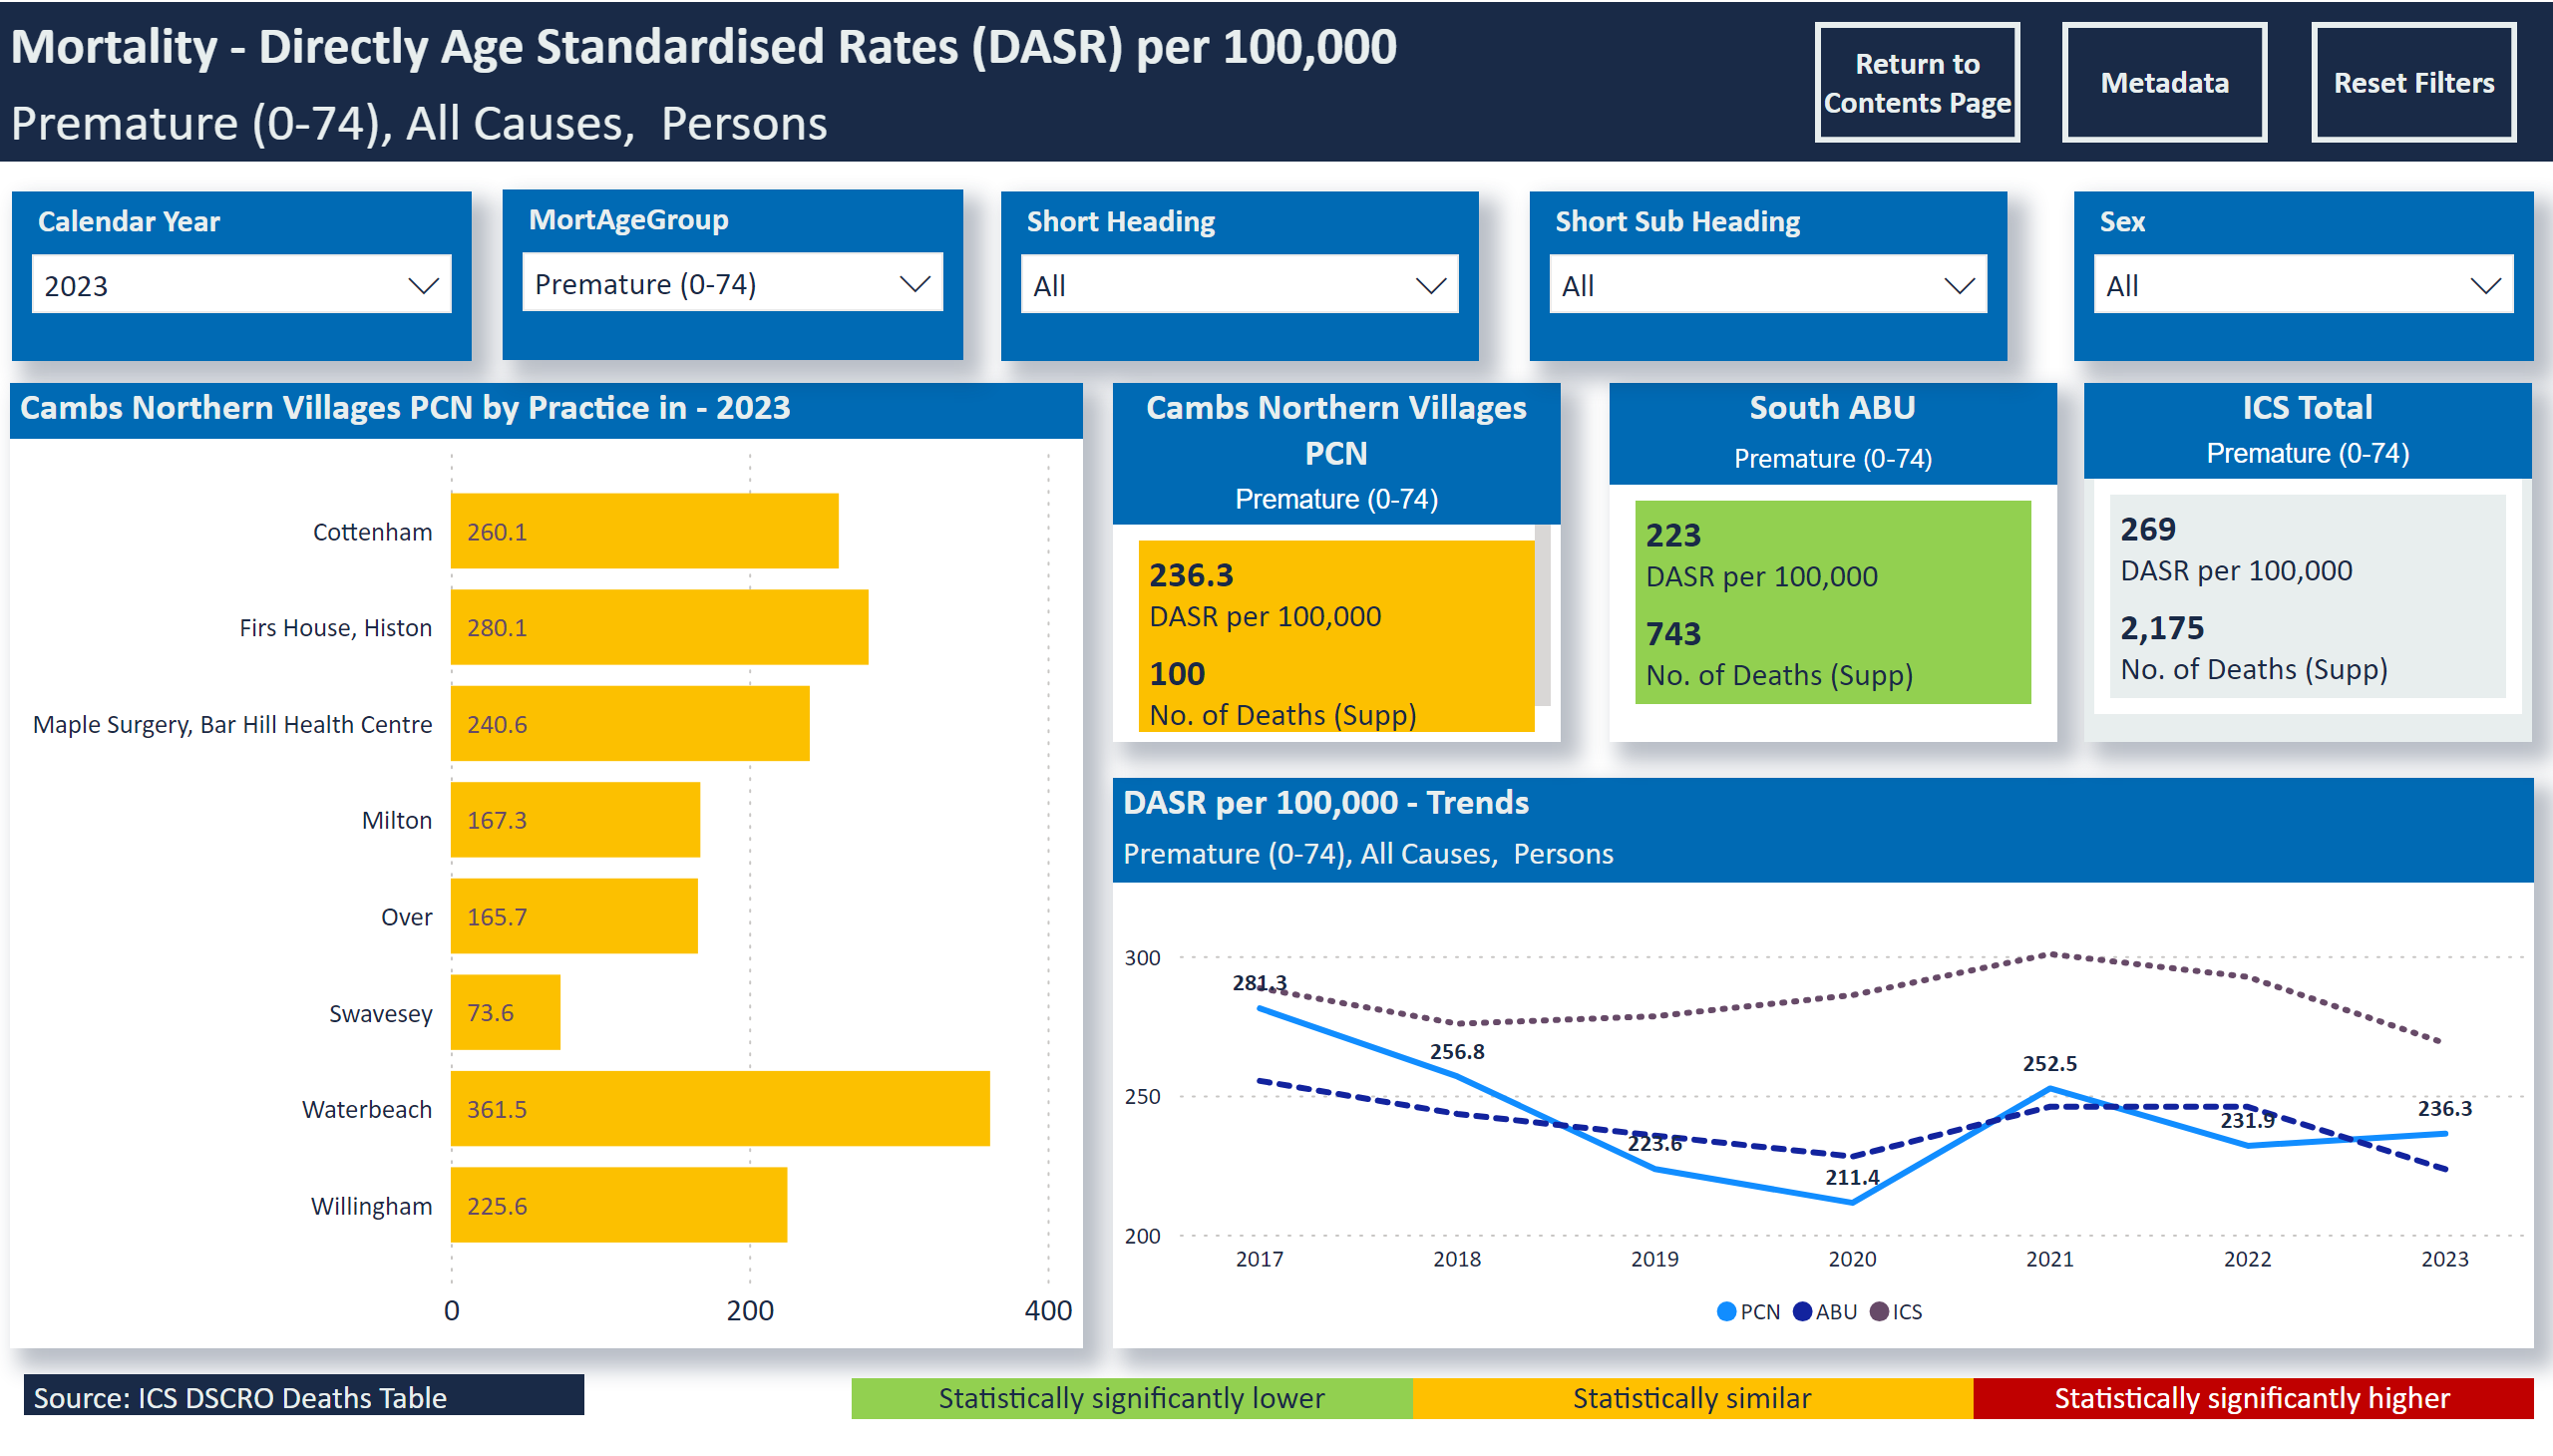 Mortality - Directly Age Standardised Rates (DASR) per 100,000
Premature (0-74), All Causes,  Persons
Return to
Contents Page
Metadata
Reset Filters
Calendar Year
2023
MortAgeGroup
Premature (0-74)
Short Heading
All
Short Sub Heading
All
Sex
All
Cambs Northern Villages PCN by Practice in - 2023
Cottenham
260.1
Firs House, Histon
280.1
Maple Surgery, Bar Hill Health Centre
240.6
Milton
167.3
Over
165.7
Swavesey
73.6
Waterbeach
361.5
Willingham
225.6
0
200
400
Cambs Northern Villages
PCN
Premature (0-74)
236.3
DASR per 100,000
100
No. of Deaths (Supp)
South ABU
Premature (0-74)
223
DASR per 100,000
743
No. of Deaths (Supp)
ICS Total
Premature (0-74)
269
DASR per 100,000
2,175
No. of Deaths (Supp)
DASR per 100,000 - Trends
Premature (0-74), All Causes,  Persons
300
250
200
281.3
256.8
223.6
211.4
252.5
231.9
236.3
2017
2018
2019
2020
2021
2022
2023
PCN
ABU
ICS
Source: ICS DSCRO Deaths Table
Statistically significantly lower
Statistically similar
Statistically significantly higher